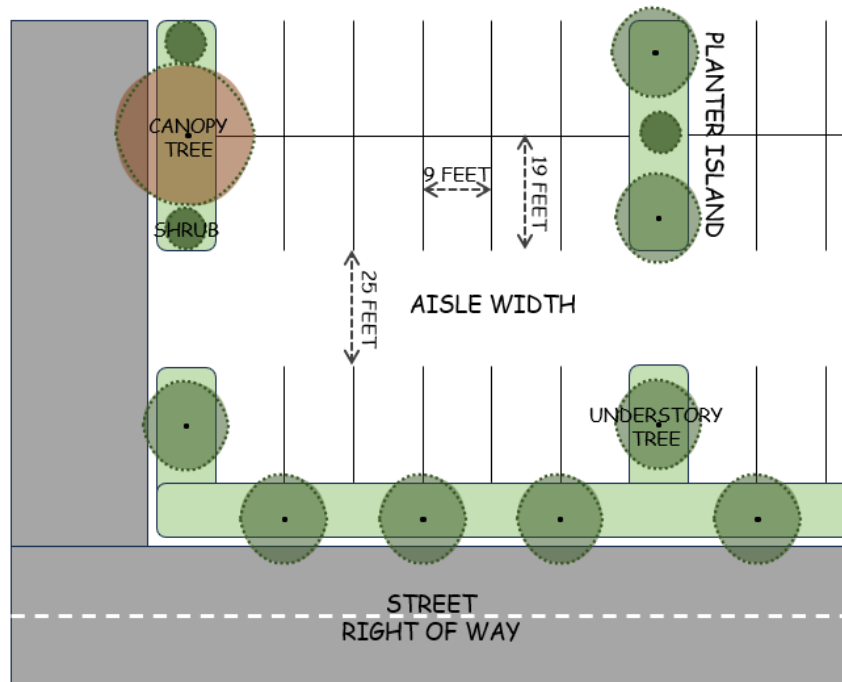 CANOPY
TREE
SHRUB
9 FEET
19 FEET
PLANTER ISLAND
25 FEET
AISLE WIDTH
UNDERSTORY
TREE
STREET
RIGHT OF WAY